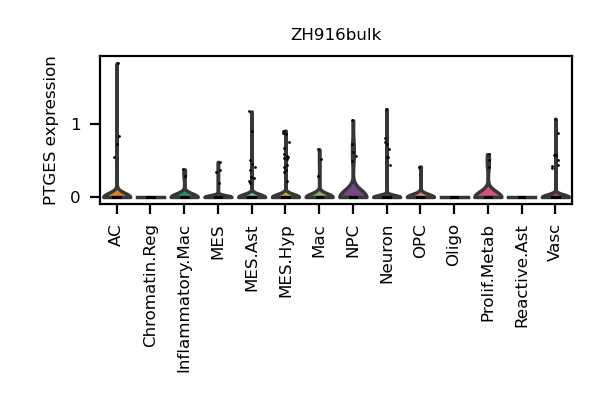 ZH916bulk
PTGES expression
1
0
AC
Chromatin.Reg
Inflammatory.Mac
MES
MES.Ast
MES.Hyp
Mac
NPC
Neuron
OPC
Oligo
Prolif.Metab
Reactive.Ast
Vasc